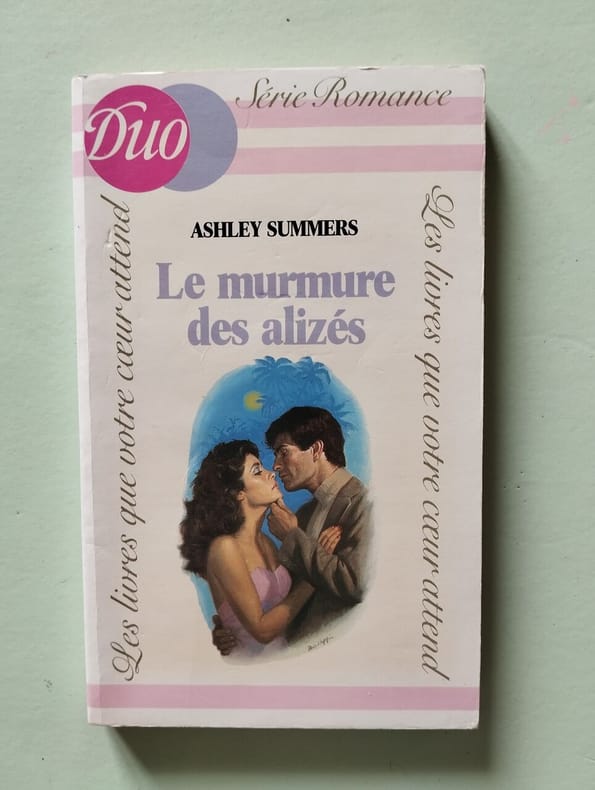 Duo
Série Romance
ASHLEY SUMMERS
Le murmure
des alizés
Les livres que votre cœur attend
Les livres que votre cœur attend